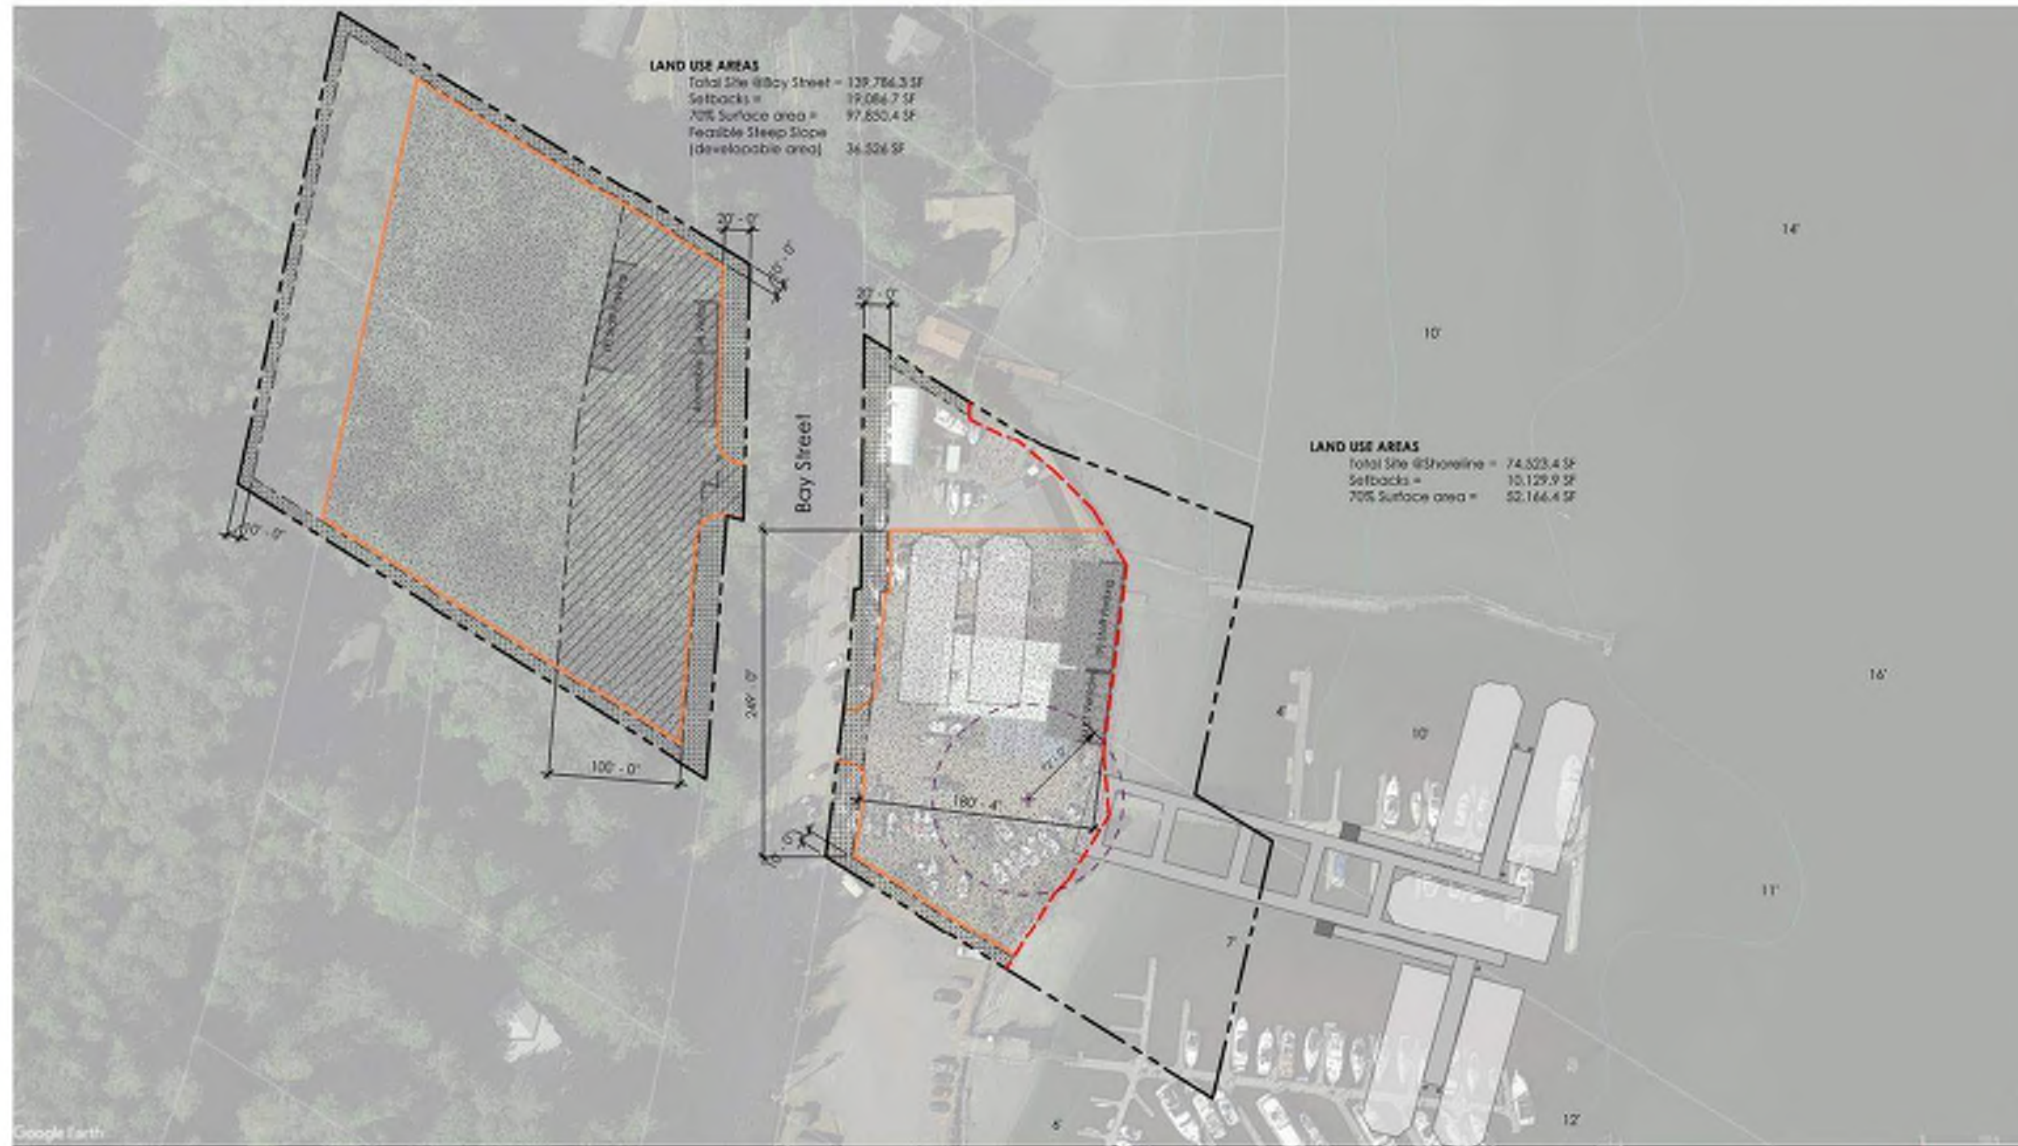 LAND USE AREAS
Total Site @Bay Street = 139,786.3 SF
Setbacks = 19,086.7 SF
70% Surface area = 97,850.4 SF
Feasible Steep Slope
(developable area) 36,526 SF
20' - 0"
20' - 0"
14'
10'
Bay Street
LAND USE AREAS
Total Site @Shoreline = 74,523.4 SF
Setbacks = 10,129.9 SF
70% Surface area = 52,166.4 SF
249' 0"
16'
4'
10'
100' - 0"
180' - 4"
11'
7'
6'
12'
Google Earth